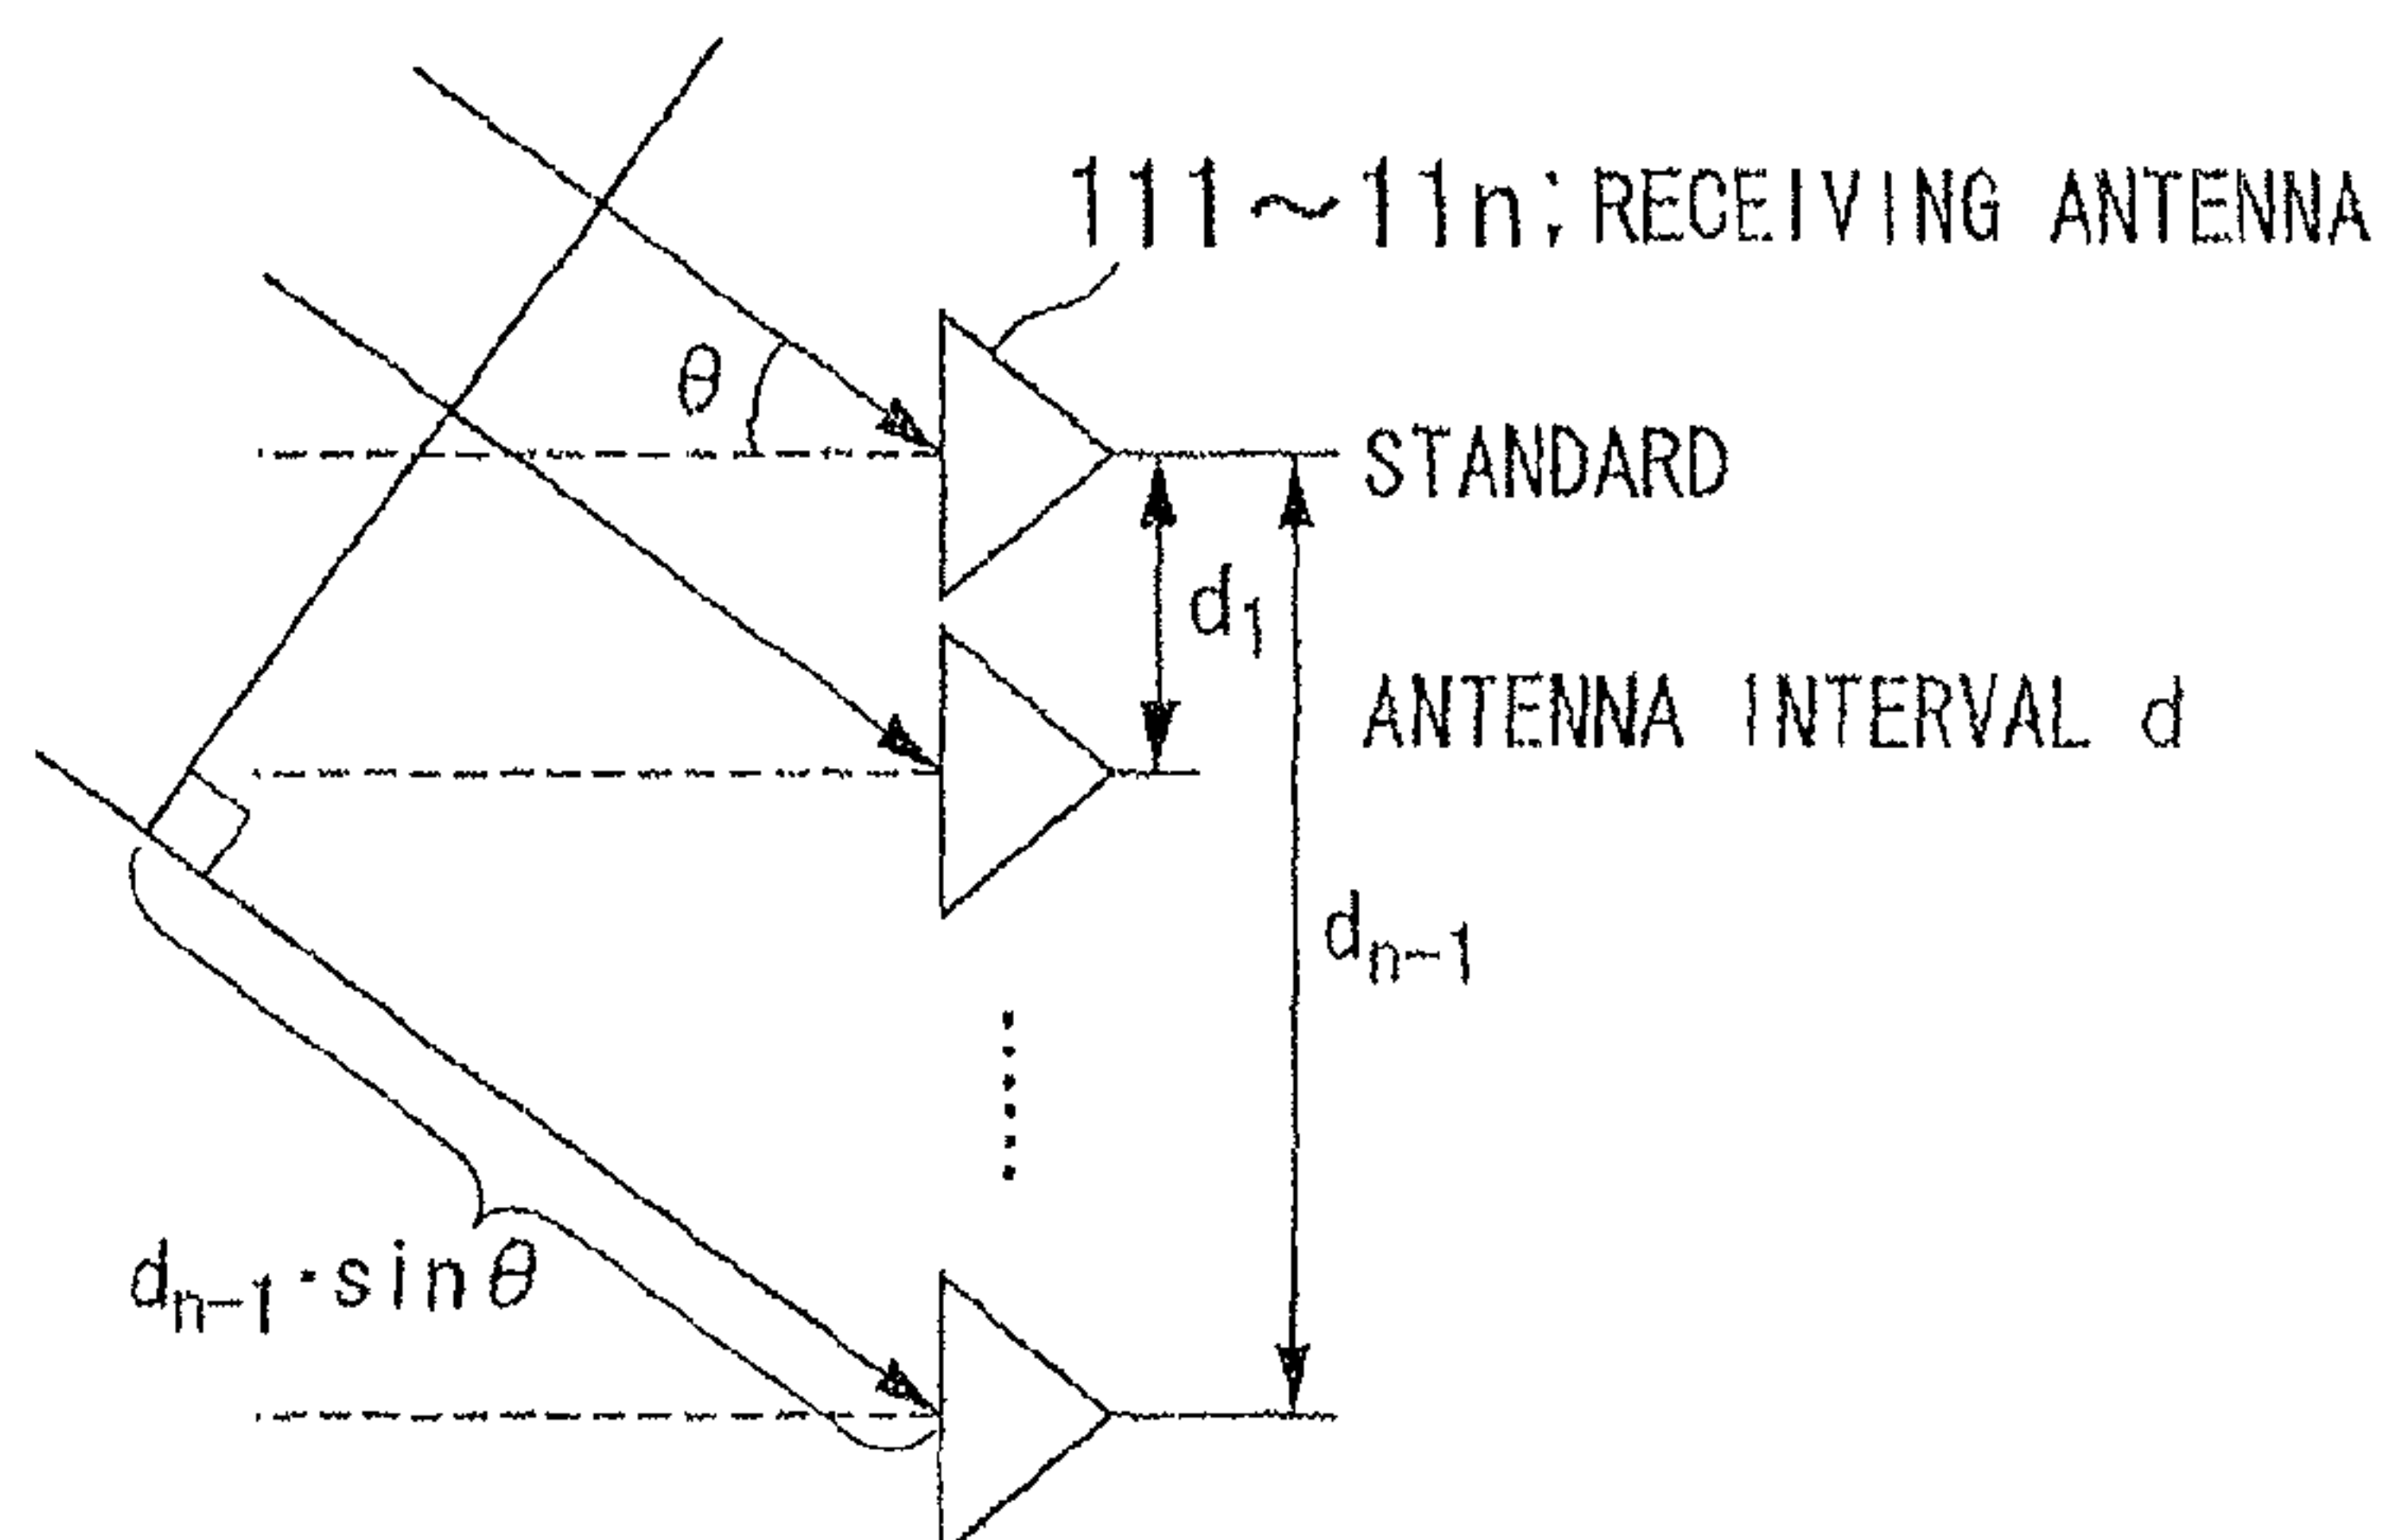 111~11n; RECEIVING ANTENNA
θ
STANDARD
d₁
ANTENNA INTERVAL d
dₙ₋₁
dₙ₋₁・sinθ